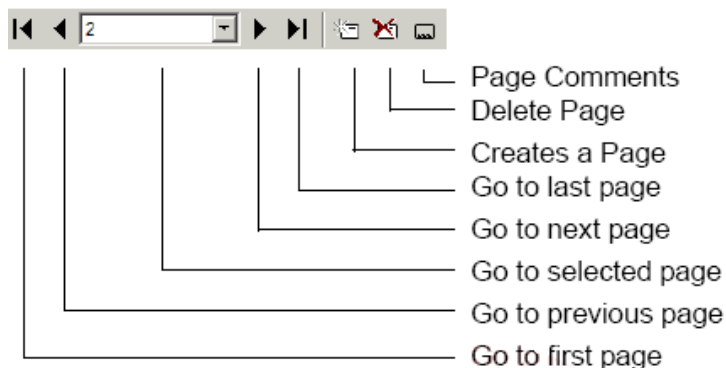 2
Page Comments
Delete Page
Creates a Page
Go to last page
Go to next page
Go to selected page
Go to previous page
Go to first page